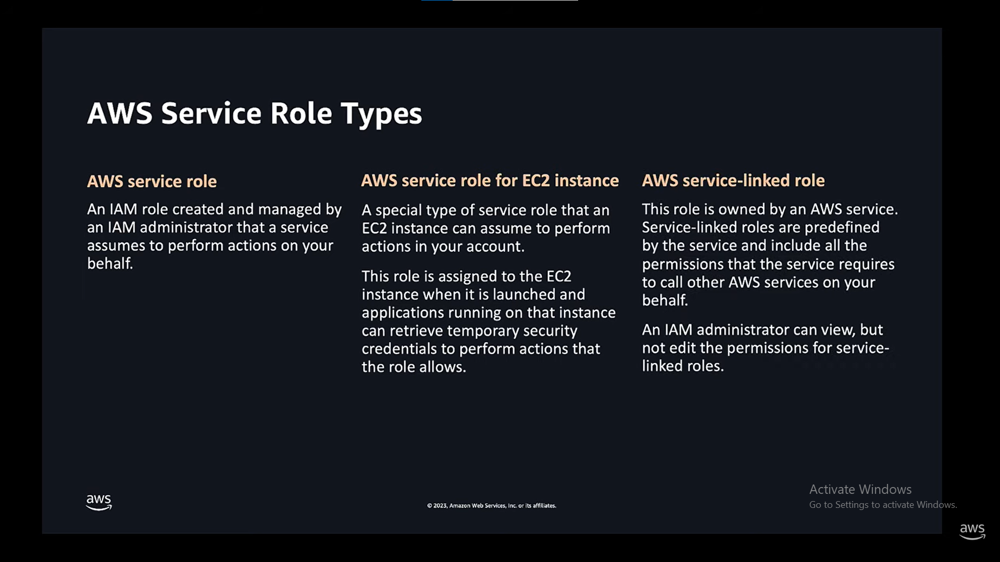 AWS Service Role Types
AWS service role
An IAM role created and managed by
an IAM administrator that a service
assumes to perform actions on your
behalf.
AWS service role for EC2 instance
A special type of service role that an
EC2 instance can assume to perform
actions in your account.
This role is assigned to the EC2
instance when it is launched and
applications running on that instance
can retrieve temporary security
credentials to perform actions that
the role allows.
AWS service-linked role
This role is owned by an AWS service.
Service-linked roles are predefined
by the service and include all the
permissions that the service requires
to call other AWS services on your
behalf.
An IAM administrator can view, but
not edit the permissions for service-
linked roles.
aws
© 2023, Amazon Web Services, Inc. or its affiliates.
Activate Windows
Go to Settings to activate Windows.
aws